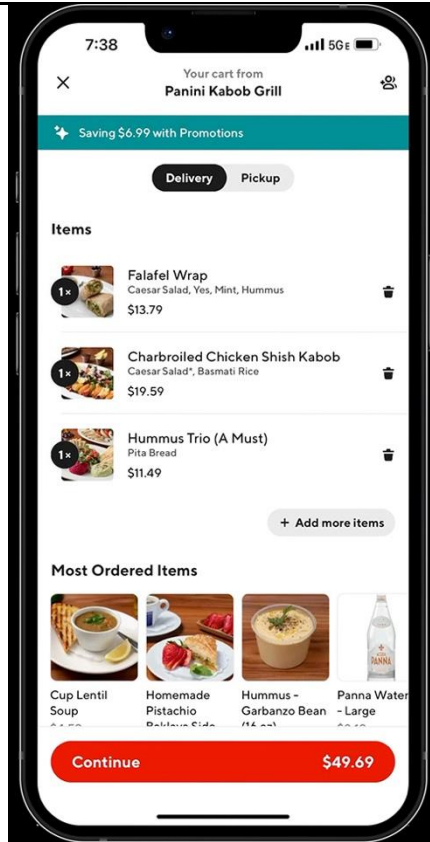 7:38
5GE
Your cart from
Panini Kabob Grill
Saving $6.99 with Promotions
Delivery Pickup
Items
1×
Falafel Wrap
Caesar Salad, Yes, Mint, Hummus
$13.79
1×
Charbroiled Chicken Shish Kabob
Caesar Salad*, Basmati Rice
$19.59
1×
Hummus Trio (A Must)
Pita Bread
$11.49
+ Add more items
Most Ordered Items
PANNA
Cup Lentil Homemade Hummus - Panna Water
Soup Pistachio Garbanzo Bean - Large
Continue $49.69